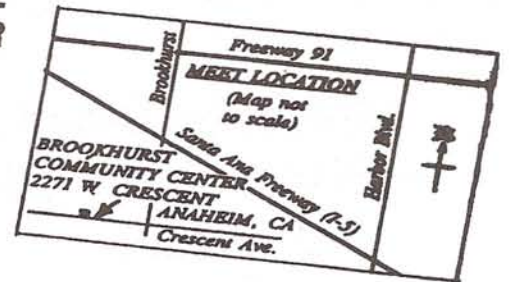 Freeway 91
Brookhurst
MEET LOCATION
(Map not
to scale)
Santa Ana Freeway (I-5)
Harbor Blvd.
BROOKHURST
COMMUNITY CENTER
2271 W. CRESCENT
ANAHEIM, CA
Crescent Ave.